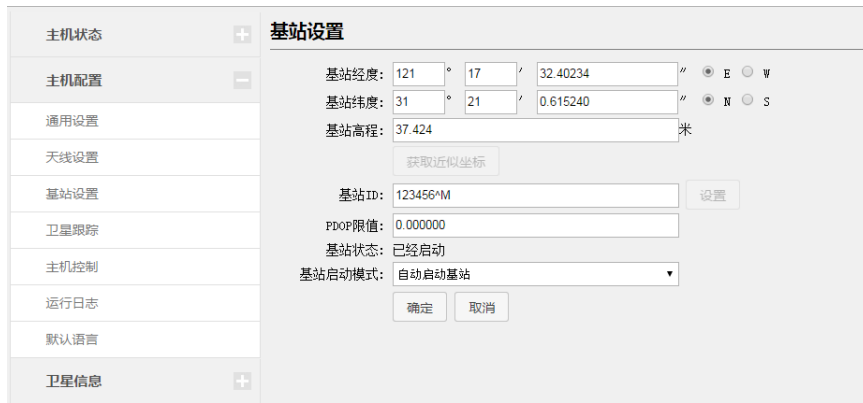 主机状态
主机配置
通用设置
天线设置
基站设置
卫星跟踪
主机控制
运行日志
默认语言
卫星信息
基站设置
基站经度: 121 ° 17 ′ 32.40234 ″ E W
基站纬度: 31 ° 21 ′ 0.615240 ″ N S
基站高程: 37.424 米
获取近似坐标
基站ID: 123456^M 设置
PDOP限值: 0.000000
基站状态: 已经启动
基站启动模式: 自动启动基站
确定 取消